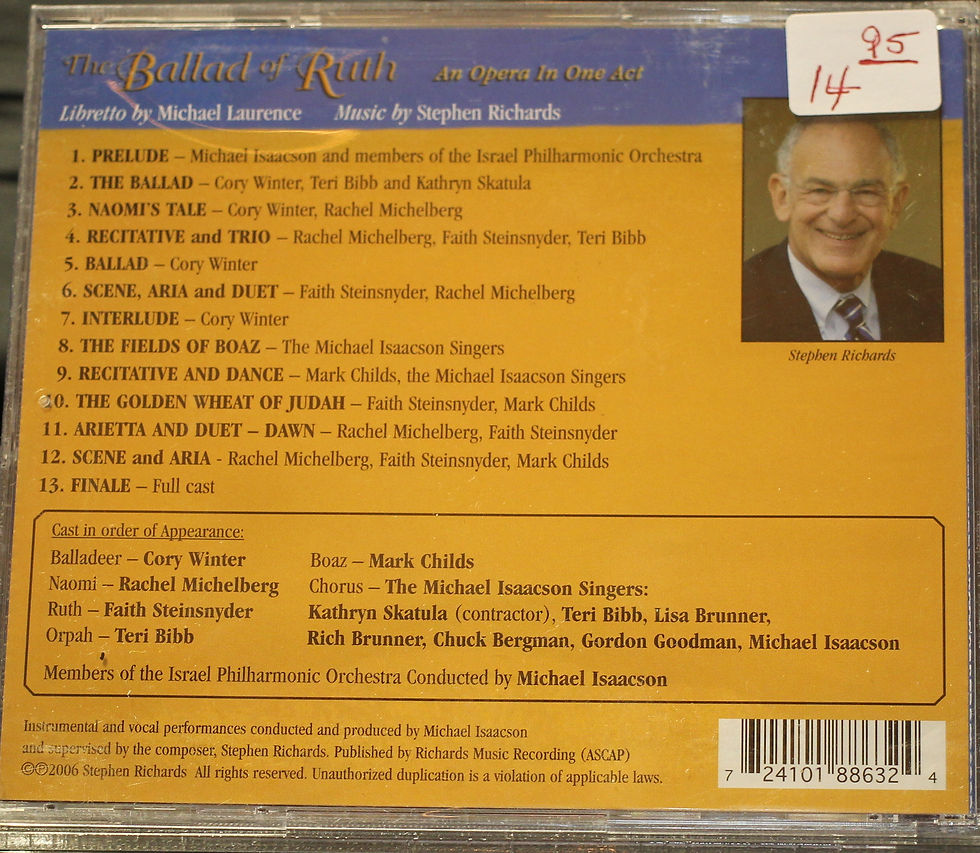 The Ballad of Ruth An Opera In One Act
95
14
Libretto by Michael Laurence Music by Stephen Richards
1. PRELUDE – Michael Isaacson and members of the Israel Philharmonic Orchestra
2. THE BALLAD – Cory Winter, Teri Bibb and Kathryn Skatula
3. NAOMI'S TALE – Cory Winter, Rachel Michelberg
4. RECITATIVE and TRIO – Rachel Michelberg, Faith Steinsnyder, Teri Bibb
5. BALLAD – Cory Winter
6. SCENE, ARIA and DUET – Faith Steinsnyder, Rachel Michelberg
7. INTERLUDE – Cory Winter
8. THE FIELDS OF BOAZ – The Michael Isaacson Singers
9. RECITATIVE AND DANCE – Mark Childs, the Michael Isaacson Singers
10. THE GOLDEN WHEAT OF JUDAH – Faith Steinsnyder, Mark Childs
11. ARIETTA AND DUET – DAWN – Rachel Michelberg, Faith Steinsnyder
12. SCENE and ARIA - Rachel Michelberg, Faith Steinsnyder, Mark Childs
13. FINALE – Full cast
Stephen Richards
Cast in order of Appearance:
Balladeer – Cory Winter
Naomi – Rachel Michelberg
Ruth – Faith Steinsnyder
Orpah – Teri Bibb
Boaz – Mark Childs
Chorus – The Michael Isaacson Singers:
Kathryn Skatula (contractor), Teri Bibb, Lisa Brunner,
Rich Brunner, Chuck Bergman, Gordon Goodman, Michael Isaacson
Members of the Israel Philharmonic Orchestra Conducted by Michael Isaacson
Instrumental and vocal performances conducted and produced by Michael Isaacson
and supervised by the composer, Stephen Richards. Published by Richards Music Recording (ASCAP)
©℗2006 Stephen Richards All rights reserved. Unauthorized duplication is a violation of applicable laws.
7 24101 88632 4